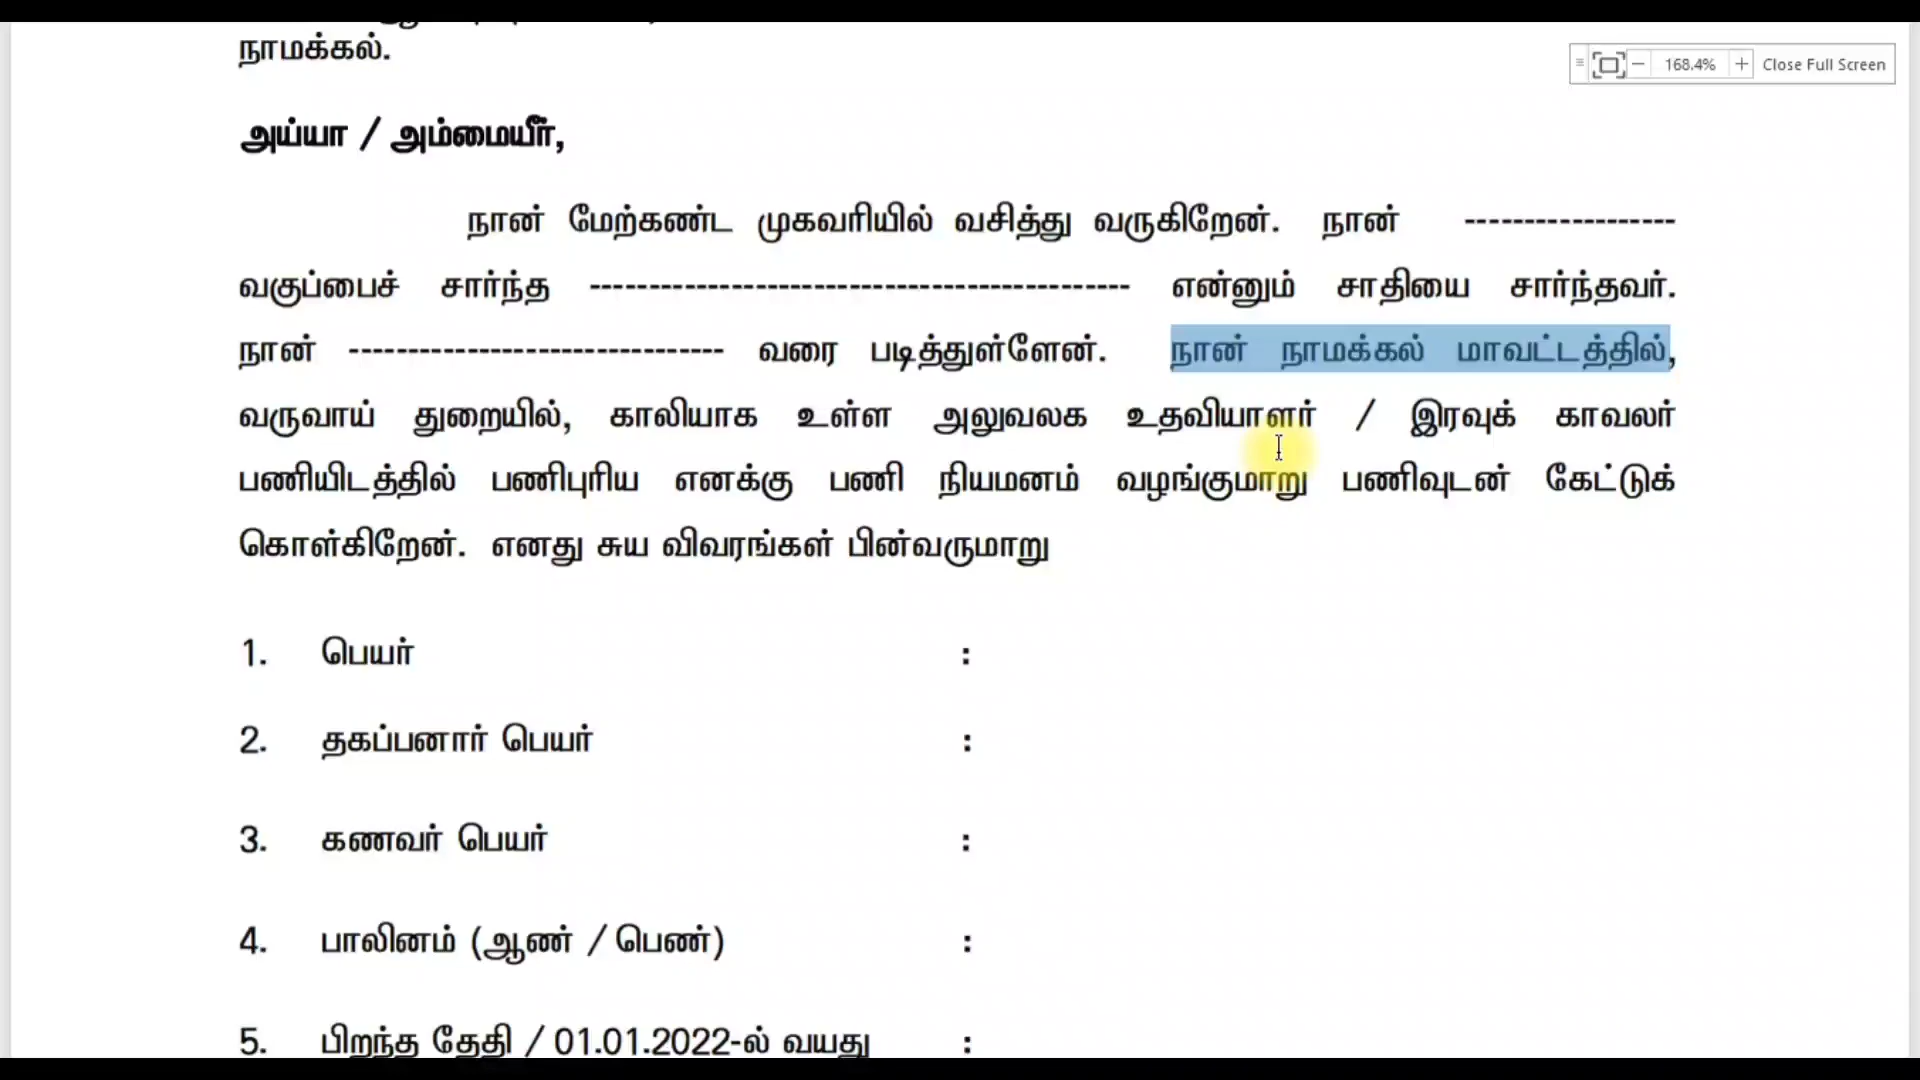 நாமக்கல்.
168.4% Close Full Screen
அய்யா / அம்மையீர்,
நான் மேற்கண்ட முகவரியில் வசித்து வருகிறேன். நான் ------------------
வகுப்பைச் சார்ந்த ---------------------------------------------- என்னும் சாதியை சார்ந்தவர்.
நான் -------------------------------- வரை படித்துள்ளேன். நான் நாமக்கல் மாவட்டத்தில்,
வருவாய் துறையில், காலியாக உள்ள அலுவலக உதவியாளர் / இரவுக் காவலர்
பணியிடத்தில் பணிபுரிய எனக்கு பணி நியமனம் வழங்குமாறு பணிவுடன் கேட்டுக்
கொள்கிறேன். எனது சுய விவரங்கள் பின்வருமாறு
1. பெயர் :
2. தகப்பனார் பெயர் :
3. கணவர் பெயர் :
4. பாலினம் (ஆண் / பெண்) :
5. பிறந்த தேதி / 01.01.2022-ல் வயது :